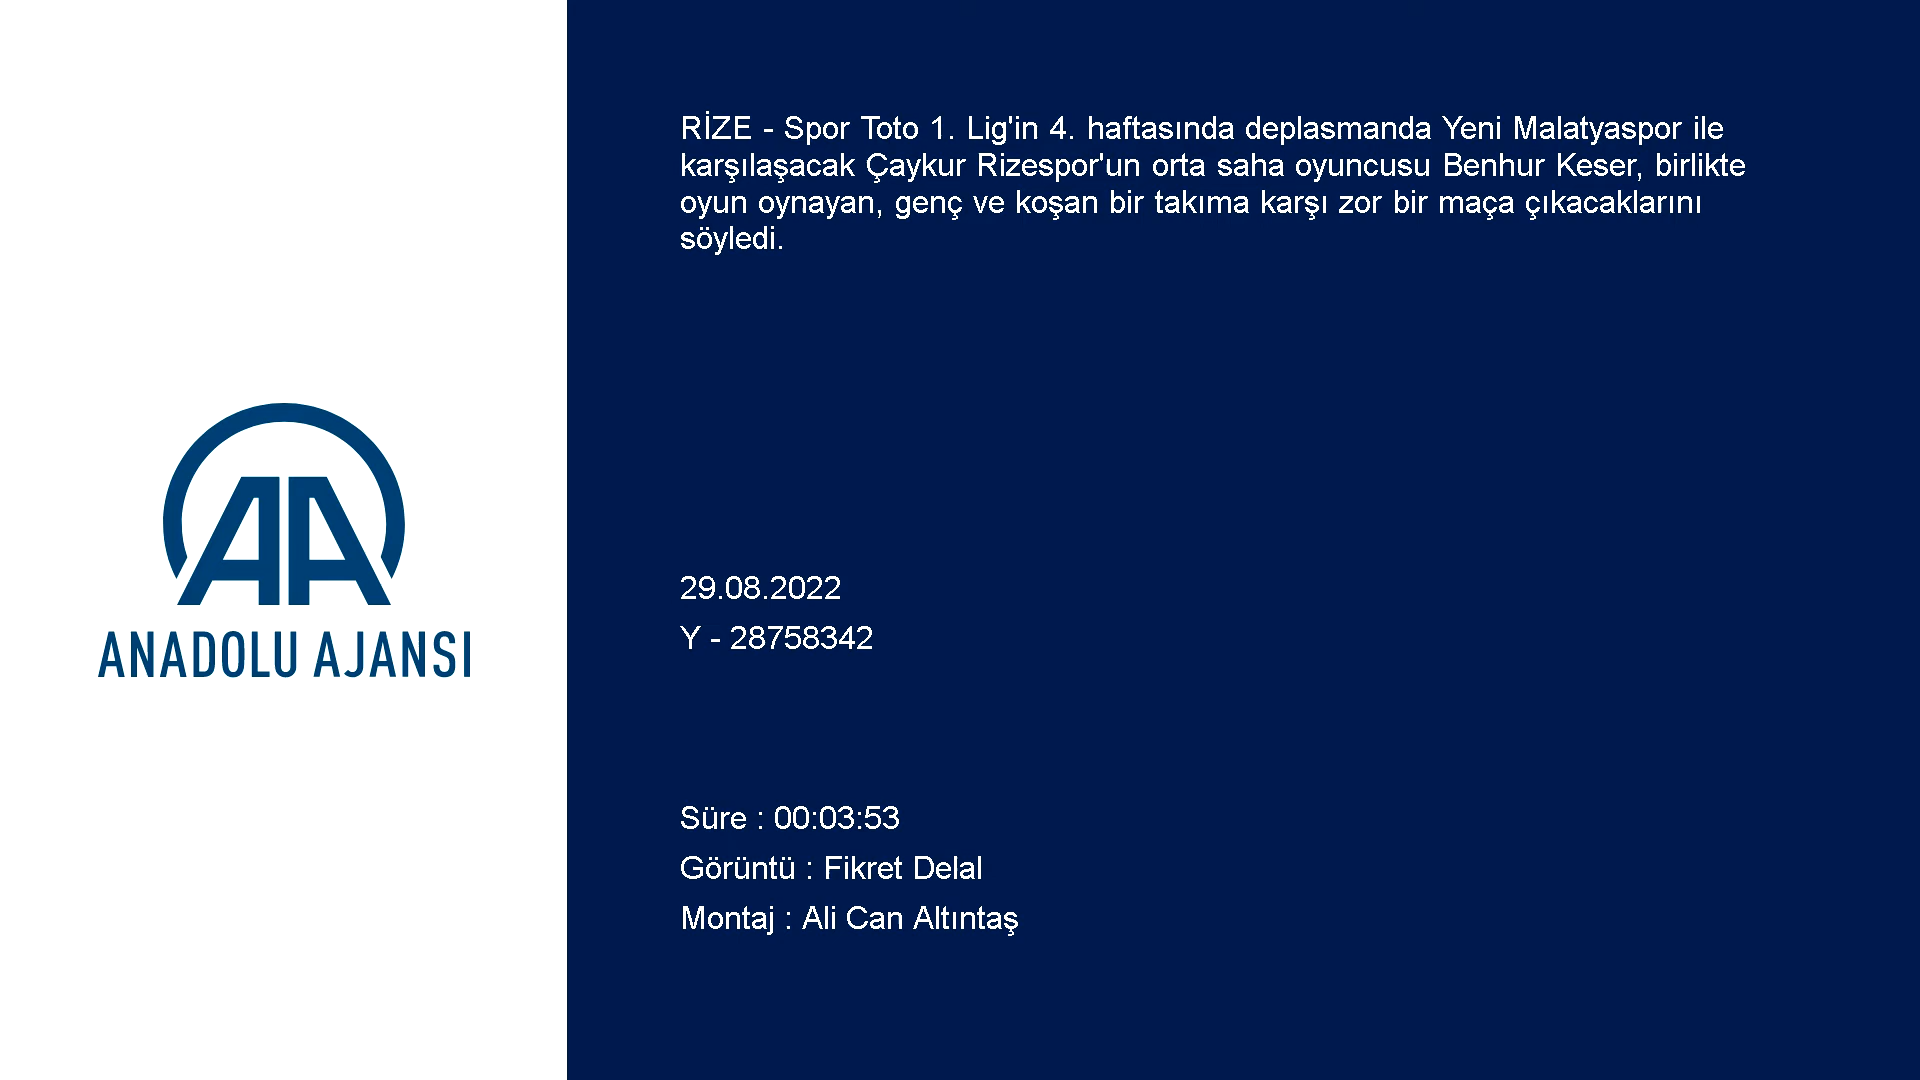 RİZE - Spor Toto 1. Lig'in 4. haftasında deplasmanda Yeni Malatyaspor ile
karşılaşacak Çaykur Rizespor'un orta saha oyuncusu Benhur Keser, birlikte
oyun oynayan, genç ve koşan bir takıma karşı zor bir maça çıkacaklarını
söyledi.
AA
ANADOLU AJANSI
29.08.2022
Y - 28758342
Süre : 00:03:53
Görüntü : Fikret Delal
Montaj : Ali Can Altıntaş